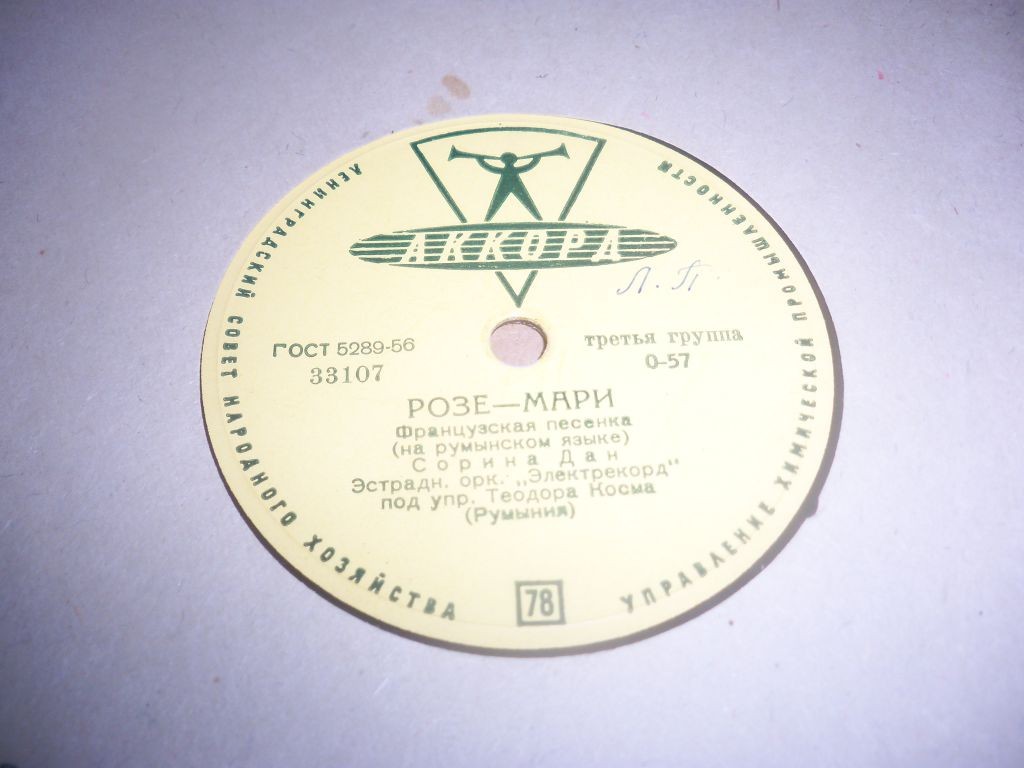 ЛЕНИНГРАДСКИЙ СОВЕТ НАРОДНОГО ХОЗЯЙСТВА
УПРАВЛЕНИЕ ХИМИЧЕСКОЙ ПРОМЫШЛЕННОСТИ
АККОРД
Л. П.
ГОСТ 5289-56
33107
третья группа
0-57
РОЗЕ—МАРИ
Французская песенка
(на румынском языке)
Сорина Дан
Эстрадн. орк. „Электрекорд"
под упр. Теодора Косма
(Румыния)
78